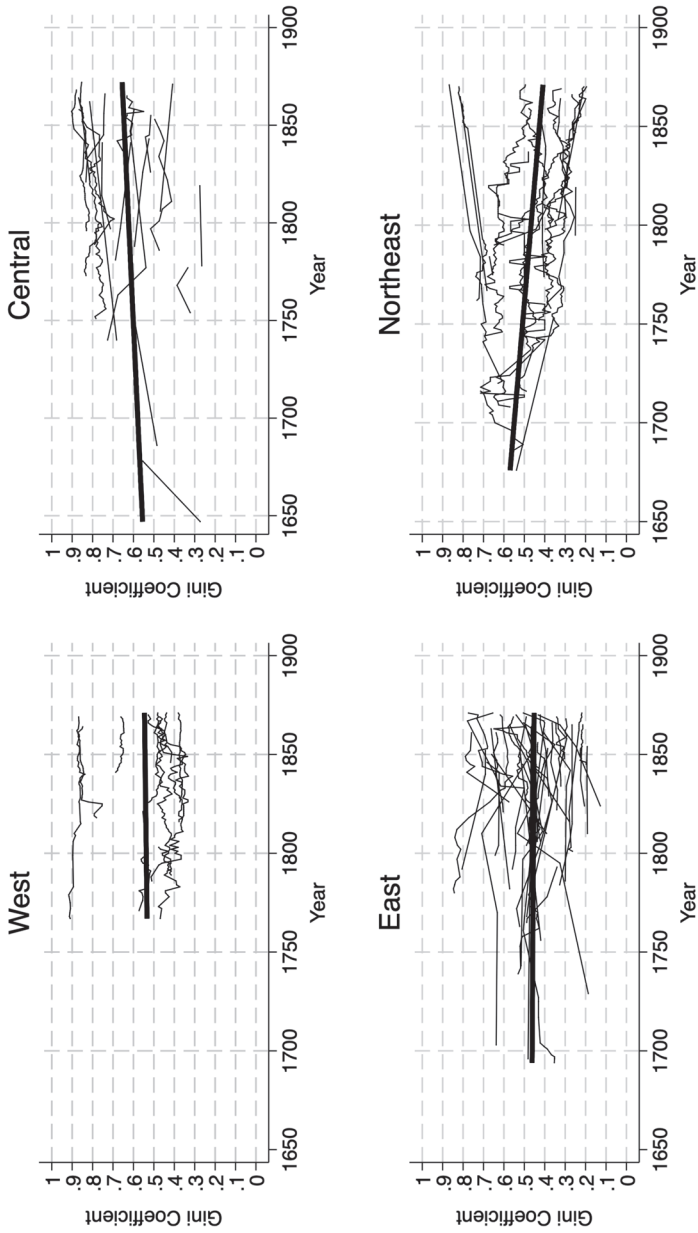 West
Gini Coefficient
1
.9
.8
.7
.6
.5
.4
.3
.2
.1
0
1650 1700 1750 1800 1850 1900
Year
Central
Gini Coefficient
1
.9
.8
.7
.6
.5
.4
.3
.2
.1
0
1650 1700 1750 1800 1850 1900
Year
East
Gini Coefficient
1
.9
.8
.7
.6
.5
.4
.3
.2
.1
0
1650 1700 1750 1800 1850 1900
Year
Northeast
Gini Coefficient
1
.9
.8
.7
.6
.5
.4
.3
.2
.1
0
1650 1700 1750 1800 1850 1900
Year